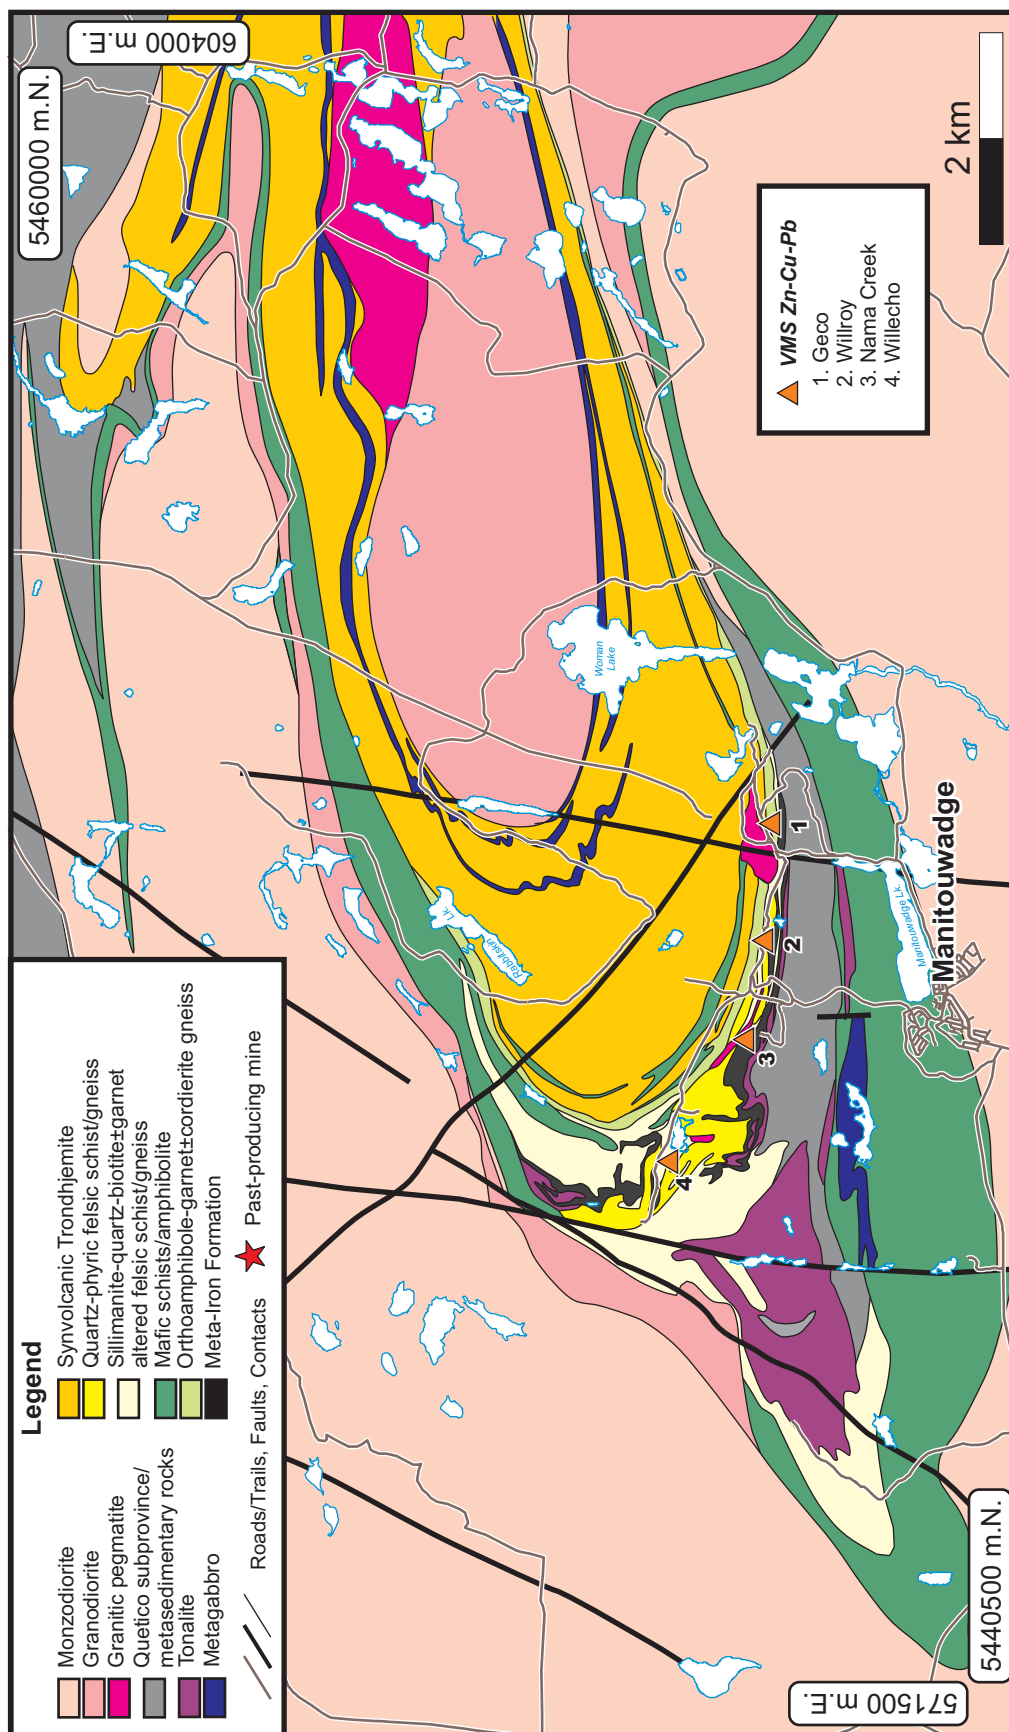 Legend
Monzodiorite
Granodiorite
Granitic pegmatite
Quetico subprovince/
metasedimentary rocks
Tonalite
Metagabbro
Synvolcanic Trondhjemite
Quartz-phyric felsic schist/gneiss
Sillimanite-quartz-biotite±garnet
altered felsic schist/gneiss
Mafic schists/amphibolite
Orthoamphibole-garnet±cordierite gneiss
Meta-Iron Formation
Roads/Trails, Faults, Contacts
Past-producing mine
5460000 m.N.
604000 m.E.
Rabbitskin
Lk.
Woman
Lake
1
2
3
4
Manitouwadge Lk.
Manitouwadge
VMS Zn-Cu-Pb
1. Geco
2. Willroy
3. Nama Creek
4. Willecho
2 km
571500 m.E.
5440500 m.N.